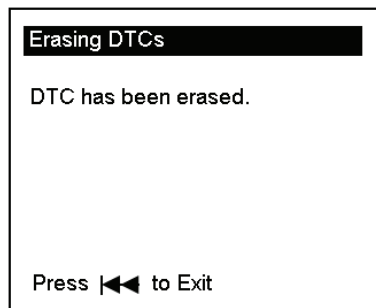 Erasing DTCs
DTC has been erased.
Press |◀◀ to Exit